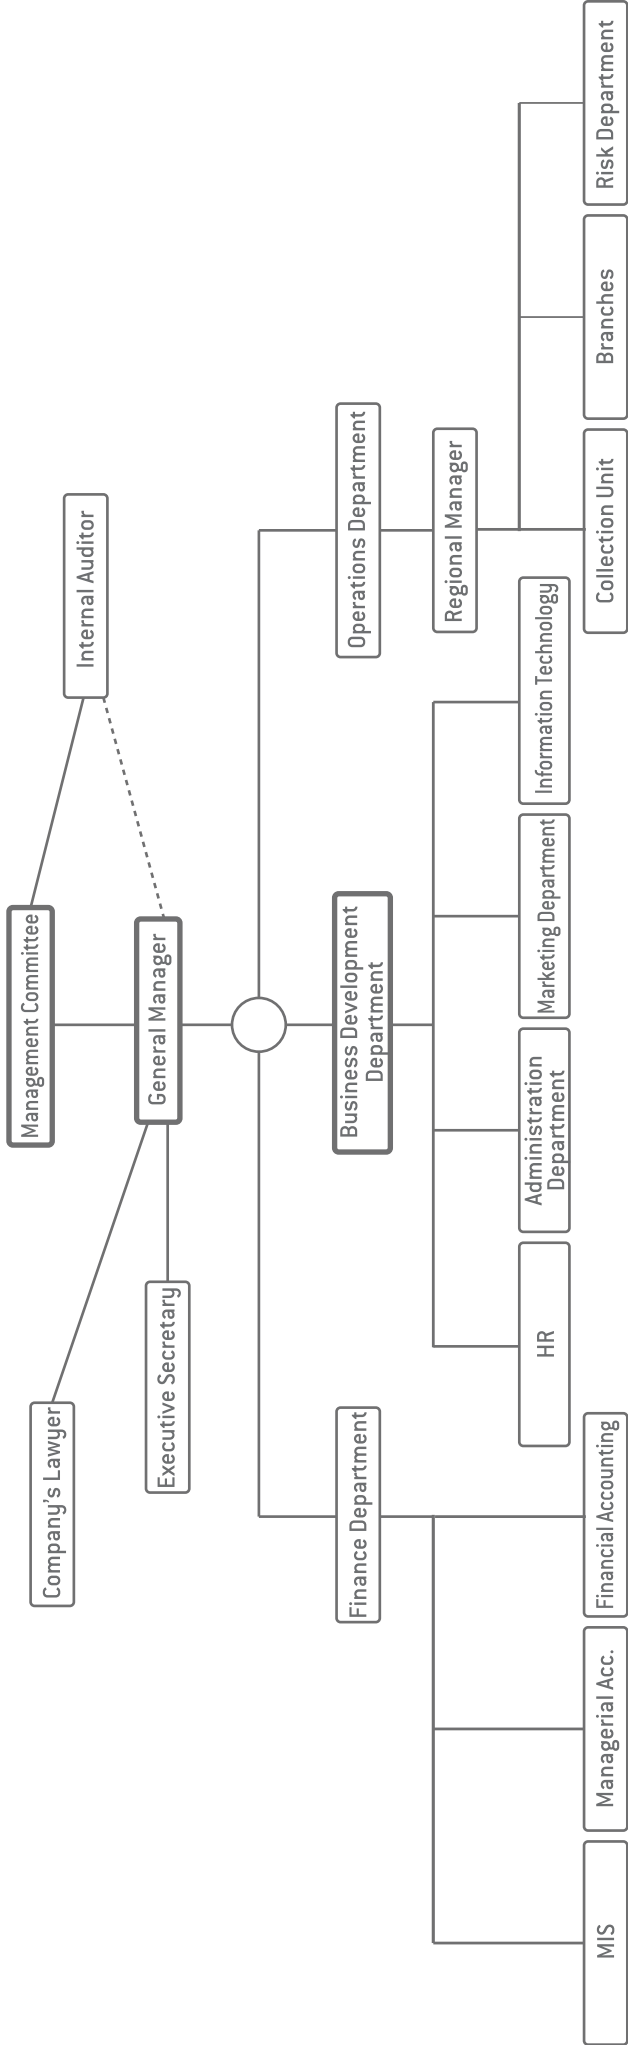 Management Committee
Internal Auditor
Company's Lawyer
General Manager
Executive Secretary
Finance Department
Business Development
Department
Operations Department
Regional Manager
HR
Administration
Department
Marketing Department
Information Technology
MIS
Managerial Acc.
Financial Accounting
Collection Unit
Branches
Risk Department